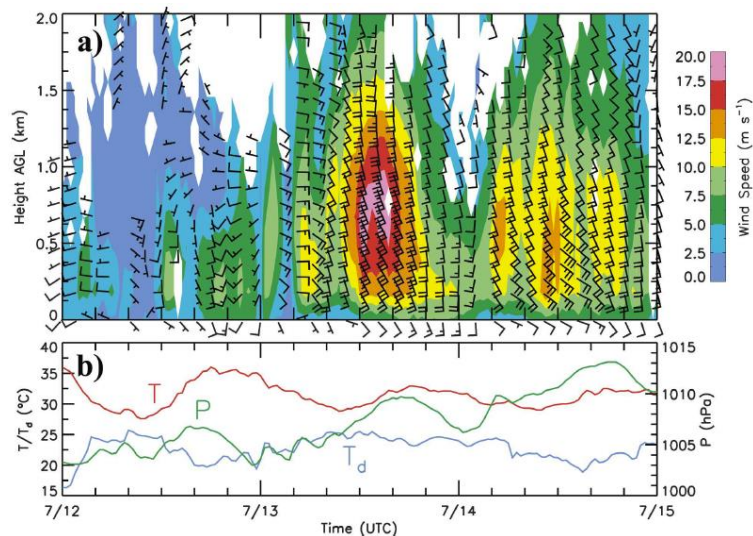 a)
2.0
1.5
1.0
0.5
0
Height AGL (km)
20.0
17.5
15.0
12.5
10.0
7.5
5.0
2.5
0.0
Wind Speed (m s⁻¹)
b)
40
35
30
25
20
15
T/Td (°C)
T
P
Td
1015
1010
1005
1000
P (hPa)
7/12
7/13
7/14
7/15
Time (UTC)